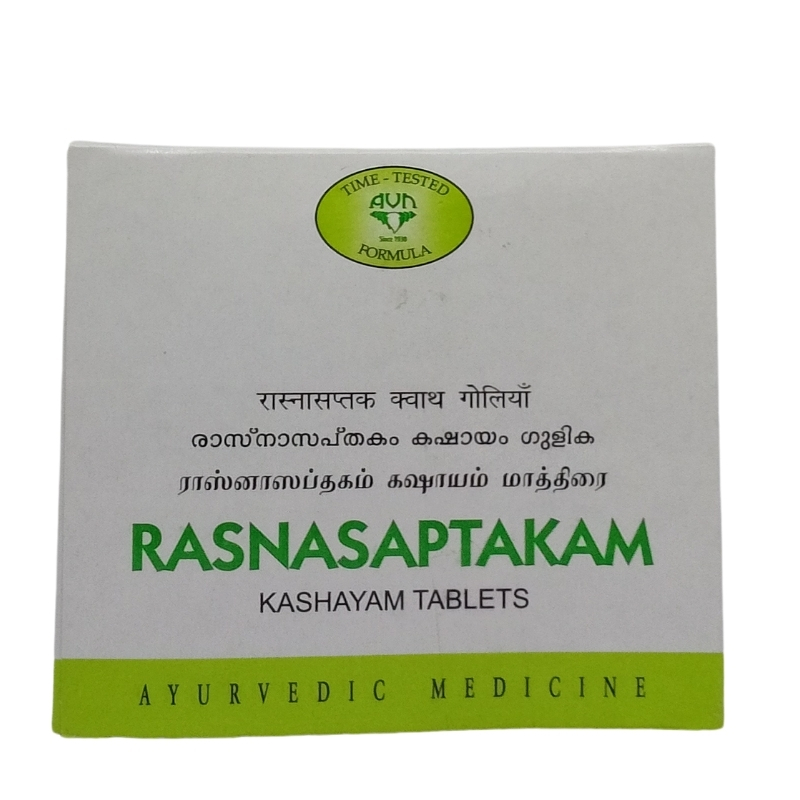 TIME - TESTED
AVN
Since 1930
FORMULA
रास्नासप्तक क्वाथ गोलियाँ
രാസ്നാസപ്തകം കഷായം ഗുളിക
ராஸ்னாஸப்தகம் கஷாயம் மாத்திரை
RASNASAPTAKAM
KASHAYAM TABLETS
AYURVEDIC MEDICINE